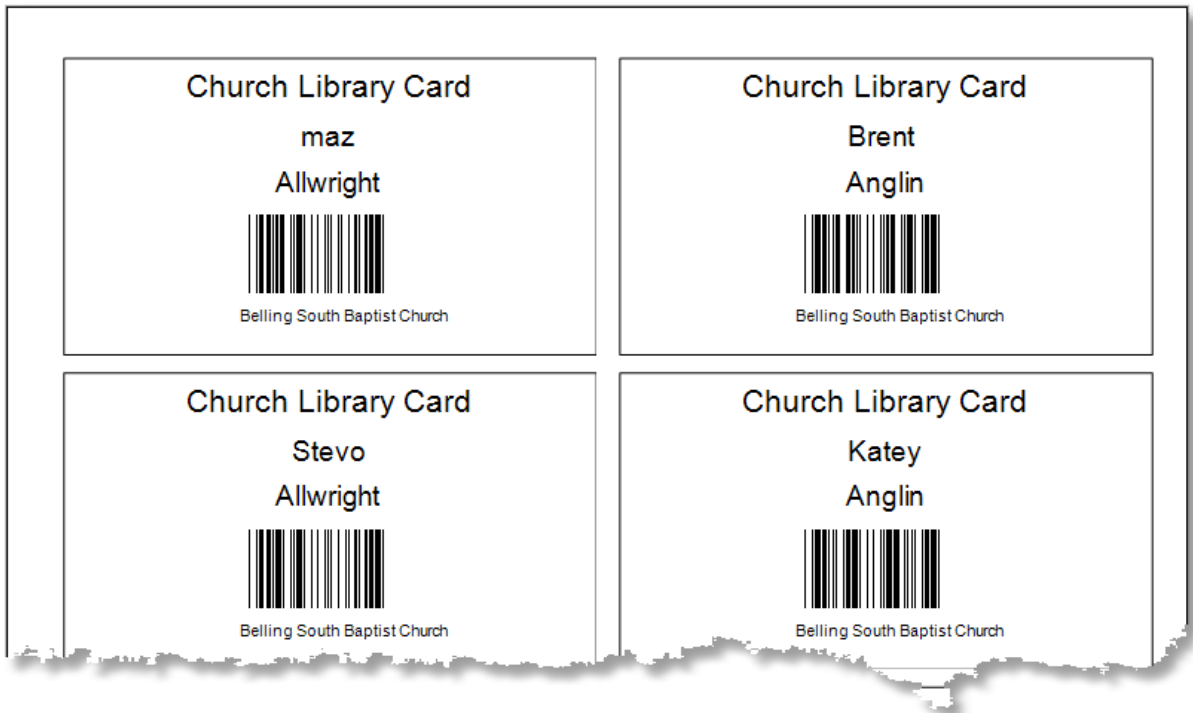 Church Library Card
maz
Allwright
Belling South Baptist Church
Church Library Card
Brent
Anglin
Belling South Baptist Church
Church Library Card
Stevo
Allwright
Belling South Baptist Church
Church Library Card
Katey
Anglin
Belling South Baptist Church